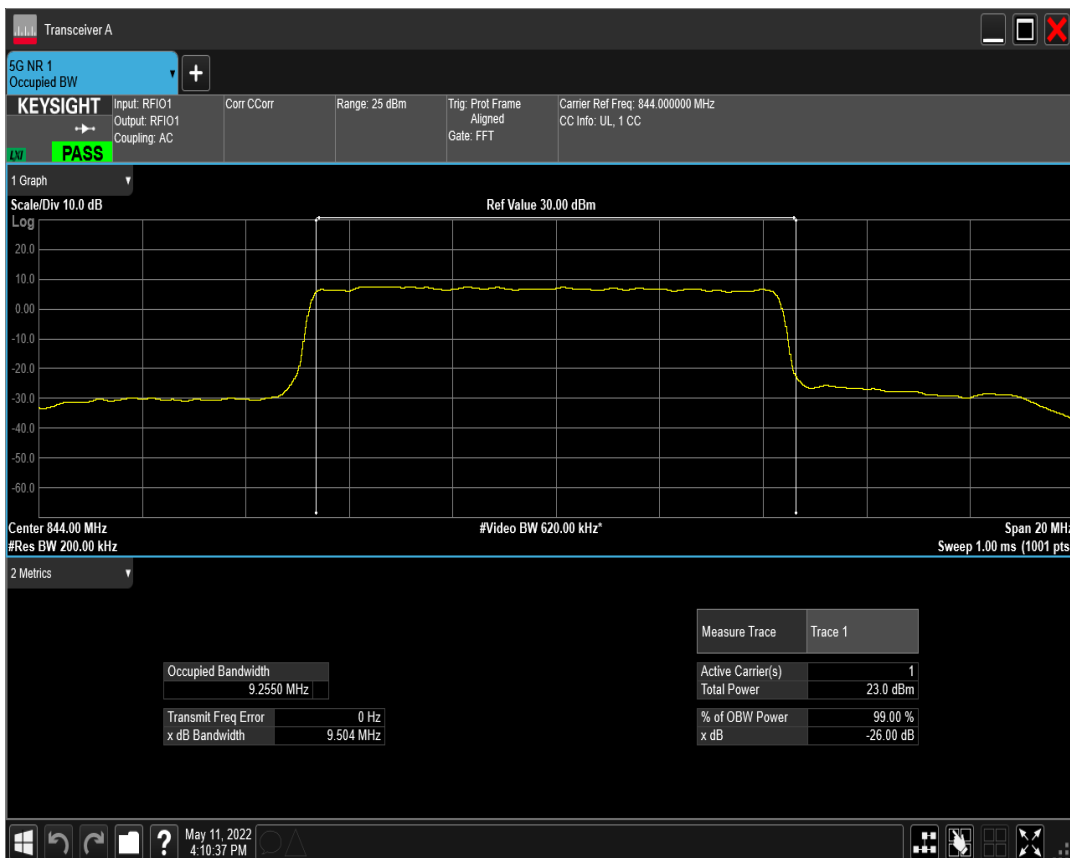 Transceiver A
5G NR 1
Occupied BW
+
KEYSIGHT
LXI
PASS
Input: RFIO1
Output: RFIO1
Coupling: AC
Corr CCorr
Range: 25 dBm
Trig: Prot Frame
Aligned
Gate: FFT
Carrier Ref Freq: 844.000000 MHz
CC Info: UL, 1 CC
1 Graph
Scale/Div 10.0 dB
Ref Value 30.00 dBm
Log
20.0
10.0
0.00
-10.0
-20.0
-30.0
-40.0
-50.0
-60.0
Center 844.00 MHz
#Video BW 620.00 kHz*
Span 20 MHz
#Res BW 200.00 kHz
Sweep 1.00 ms (1001 pts
2 Metrics
Measure Trace Trace 1
Occupied Bandwidth
9.2550 MHz
Active Carrier(s) 1
Total Power 23.0 dBm
Transmit Freq Error 0 Hz
x dB Bandwidth 9.504 MHz
% of OBW Power 99.00 %
x dB -26.00 dB
?
May 11, 2022
4:10:37 PM